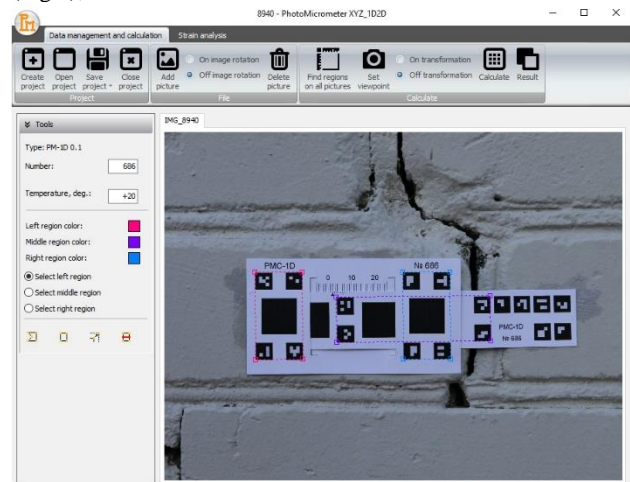 8940 - PhotoMicrometer XYZ_1D2D
Data management and calculation
Strain analysis
Create project
Open project
Save project
Close project
Project
Add picture
On image rotation
Off image rotation
Delete picture
File
Find regions on all pictures
Set viewpoint
On transformation
Off transformation
Calculate
Result
Calculate
Tools
Type: PM-1D 0.1
Number:
686
Temperature, deg.:
+20
Left region color:
Middle region color:
Right region color:
Select left region
Select middle region
Select right region
IMG_8940
PMC-1D
№ 686
0 10 20
PMC-1D
№ 686